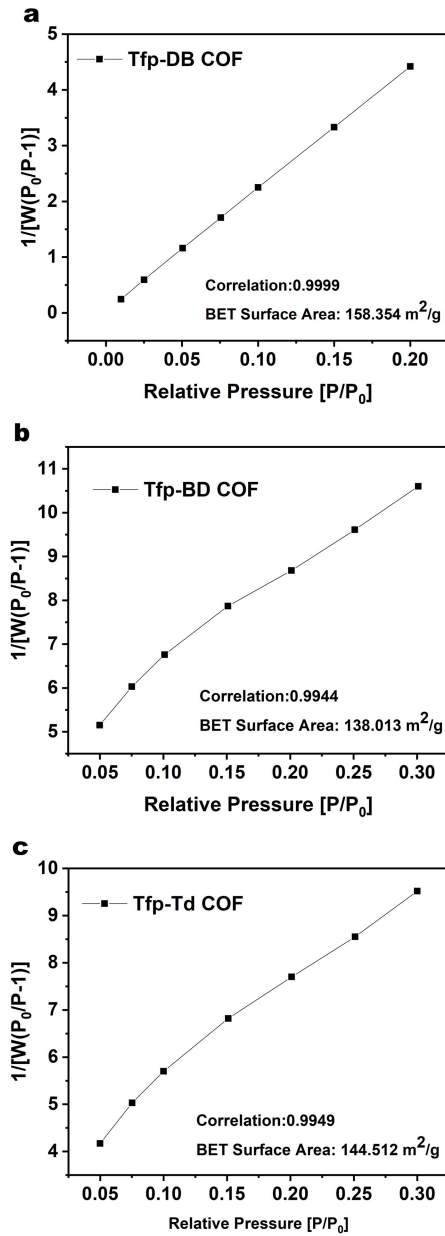 a
Tfp-DB COF
1/[W(P₀/P-1)]
5
4
3
2
1
0
Correlation:0.9999
BET Surface Area: 158.354 m²/g
0.00 0.05 0.10 0.15 0.20
Relative Pressure [P/P₀]
b
Tfp-BD COF
1/[W(P₀/P-1)]
11
10
9
8
7
6
5
Correlation:0.9944
BET Surface Area: 138.013 m²/g
0.05 0.10 0.15 0.20 0.25 0.30
Relative Pressure [P/P₀]
c
Tfp-Td COF
1/[W(P₀/P-1)]
10
9
8
7
6
5
4
Correlation:0.9949
BET Surface Area: 144.512 m²/g
0.05 0.10 0.15 0.20 0.25 0.30
Relative Pressure [P/P₀]